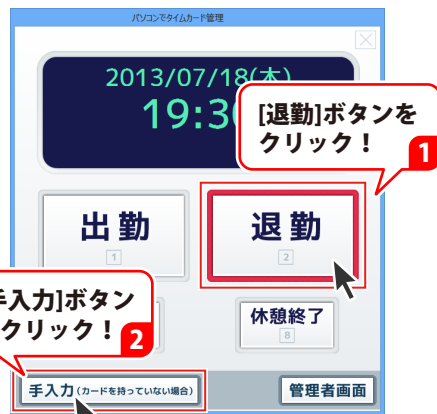 パソコンでタイムカード管理
2013/07/18(木)
19:30
[退勤]ボタンを
クリック！
1
出勤
1
退勤
2
手入力]ボタン
クリック！
2
休憩終了
8
手入力(カードを持っていない場合)
管理者画面